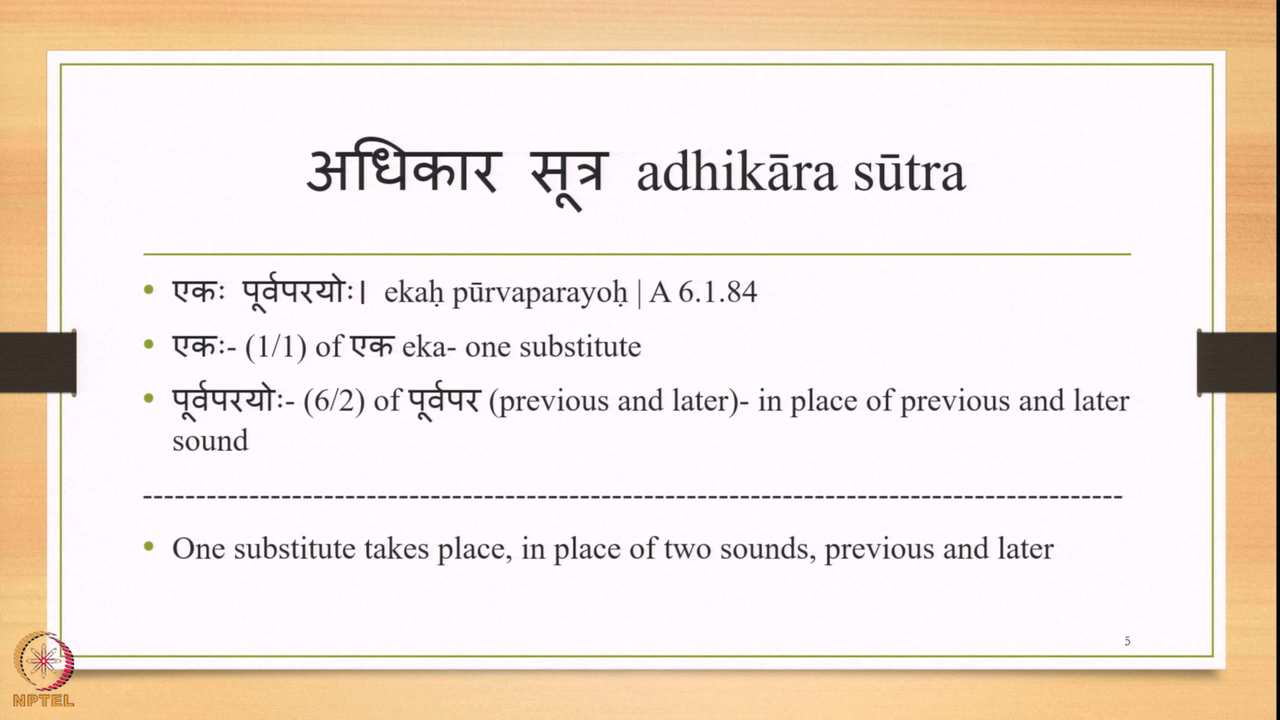 अधिकार सूत्र adhikāra sūtra
• एकः पूर्वपरयोः। ekaḥ pūrvaparayoḥ | A 6.1.84
• एकः- (1/1) of एक eka- one substitute
• पूर्वपरयोः- (6/2) of पूर्वपर (previous and later)- in place of previous and later
sound
-----------------------------------------------------------------------------------------------
• One substitute takes place, in place of two sounds, previous and later
5
NPTEL